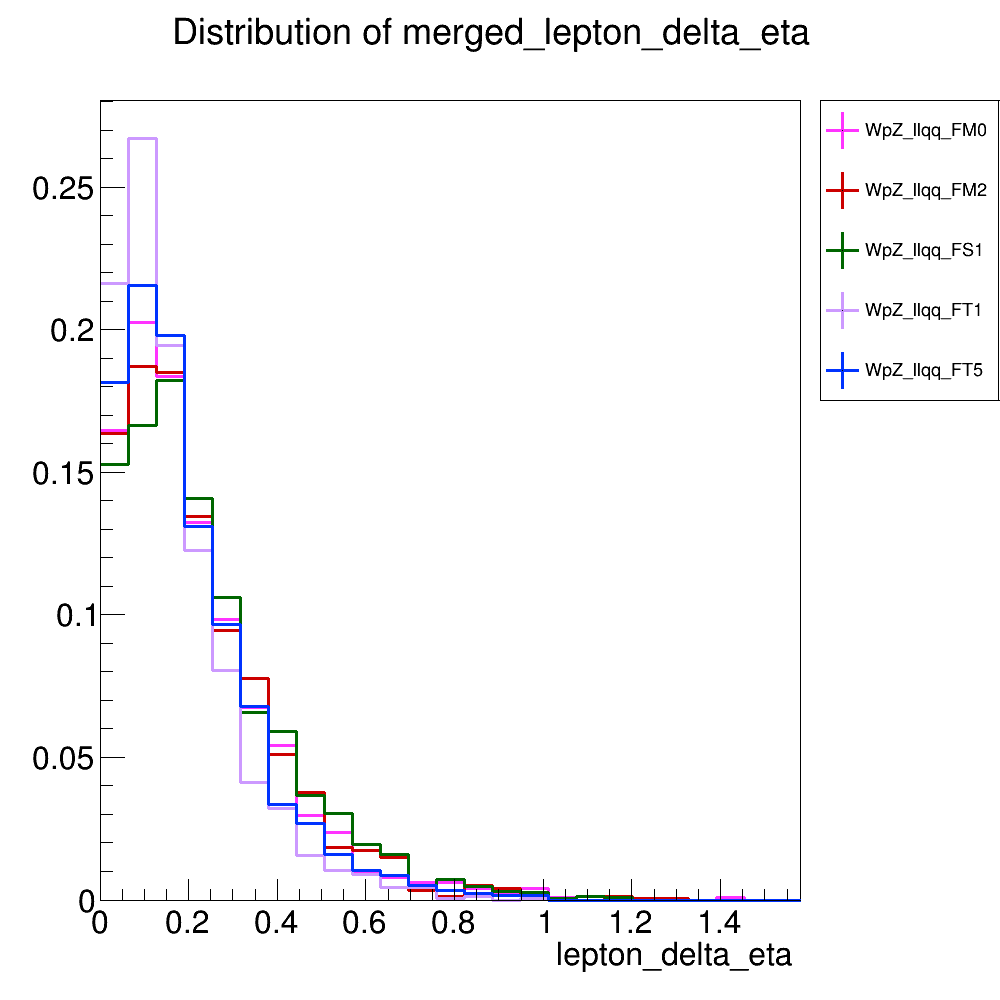 Distribution of merged_lepton_delta_eta
WpZ_llqq_FM0
WpZ_llqq_FM2
WpZ_llqq_FS1
WpZ_llqq_FT1
WpZ_llqq_FT5
0.25
0.2
0.15
0.1
0.05
0
0 0.2 0.4 0.6 0.8 1 1.2 1.4
lepton_delta_eta